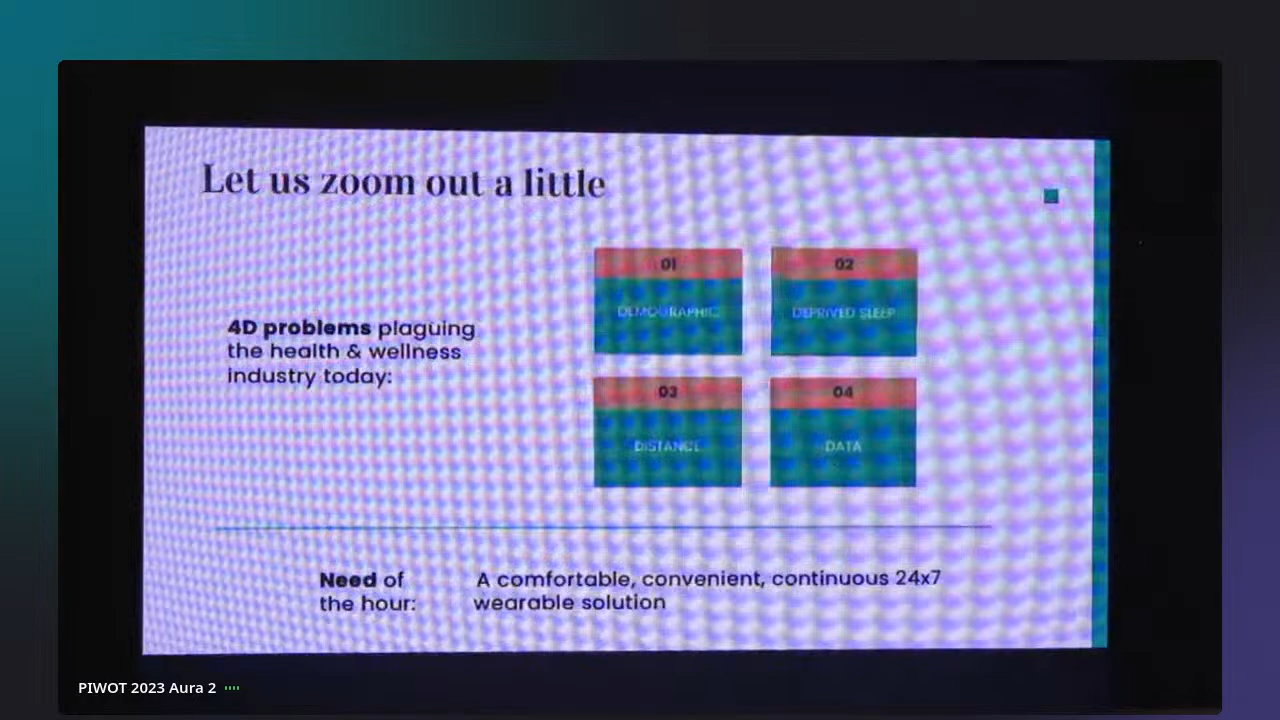 Let us zoom out a little
01
02
DEMOGRAPHIC
DEPRIVED SLEEP
4D problems plaguing
the health & wellness
industry today:
03
04
DISTANCE
DATA
Need of
the hour:
A comfortable, convenient, continuous 24x7
wearable solution
PIWOT 2023 Aura 2